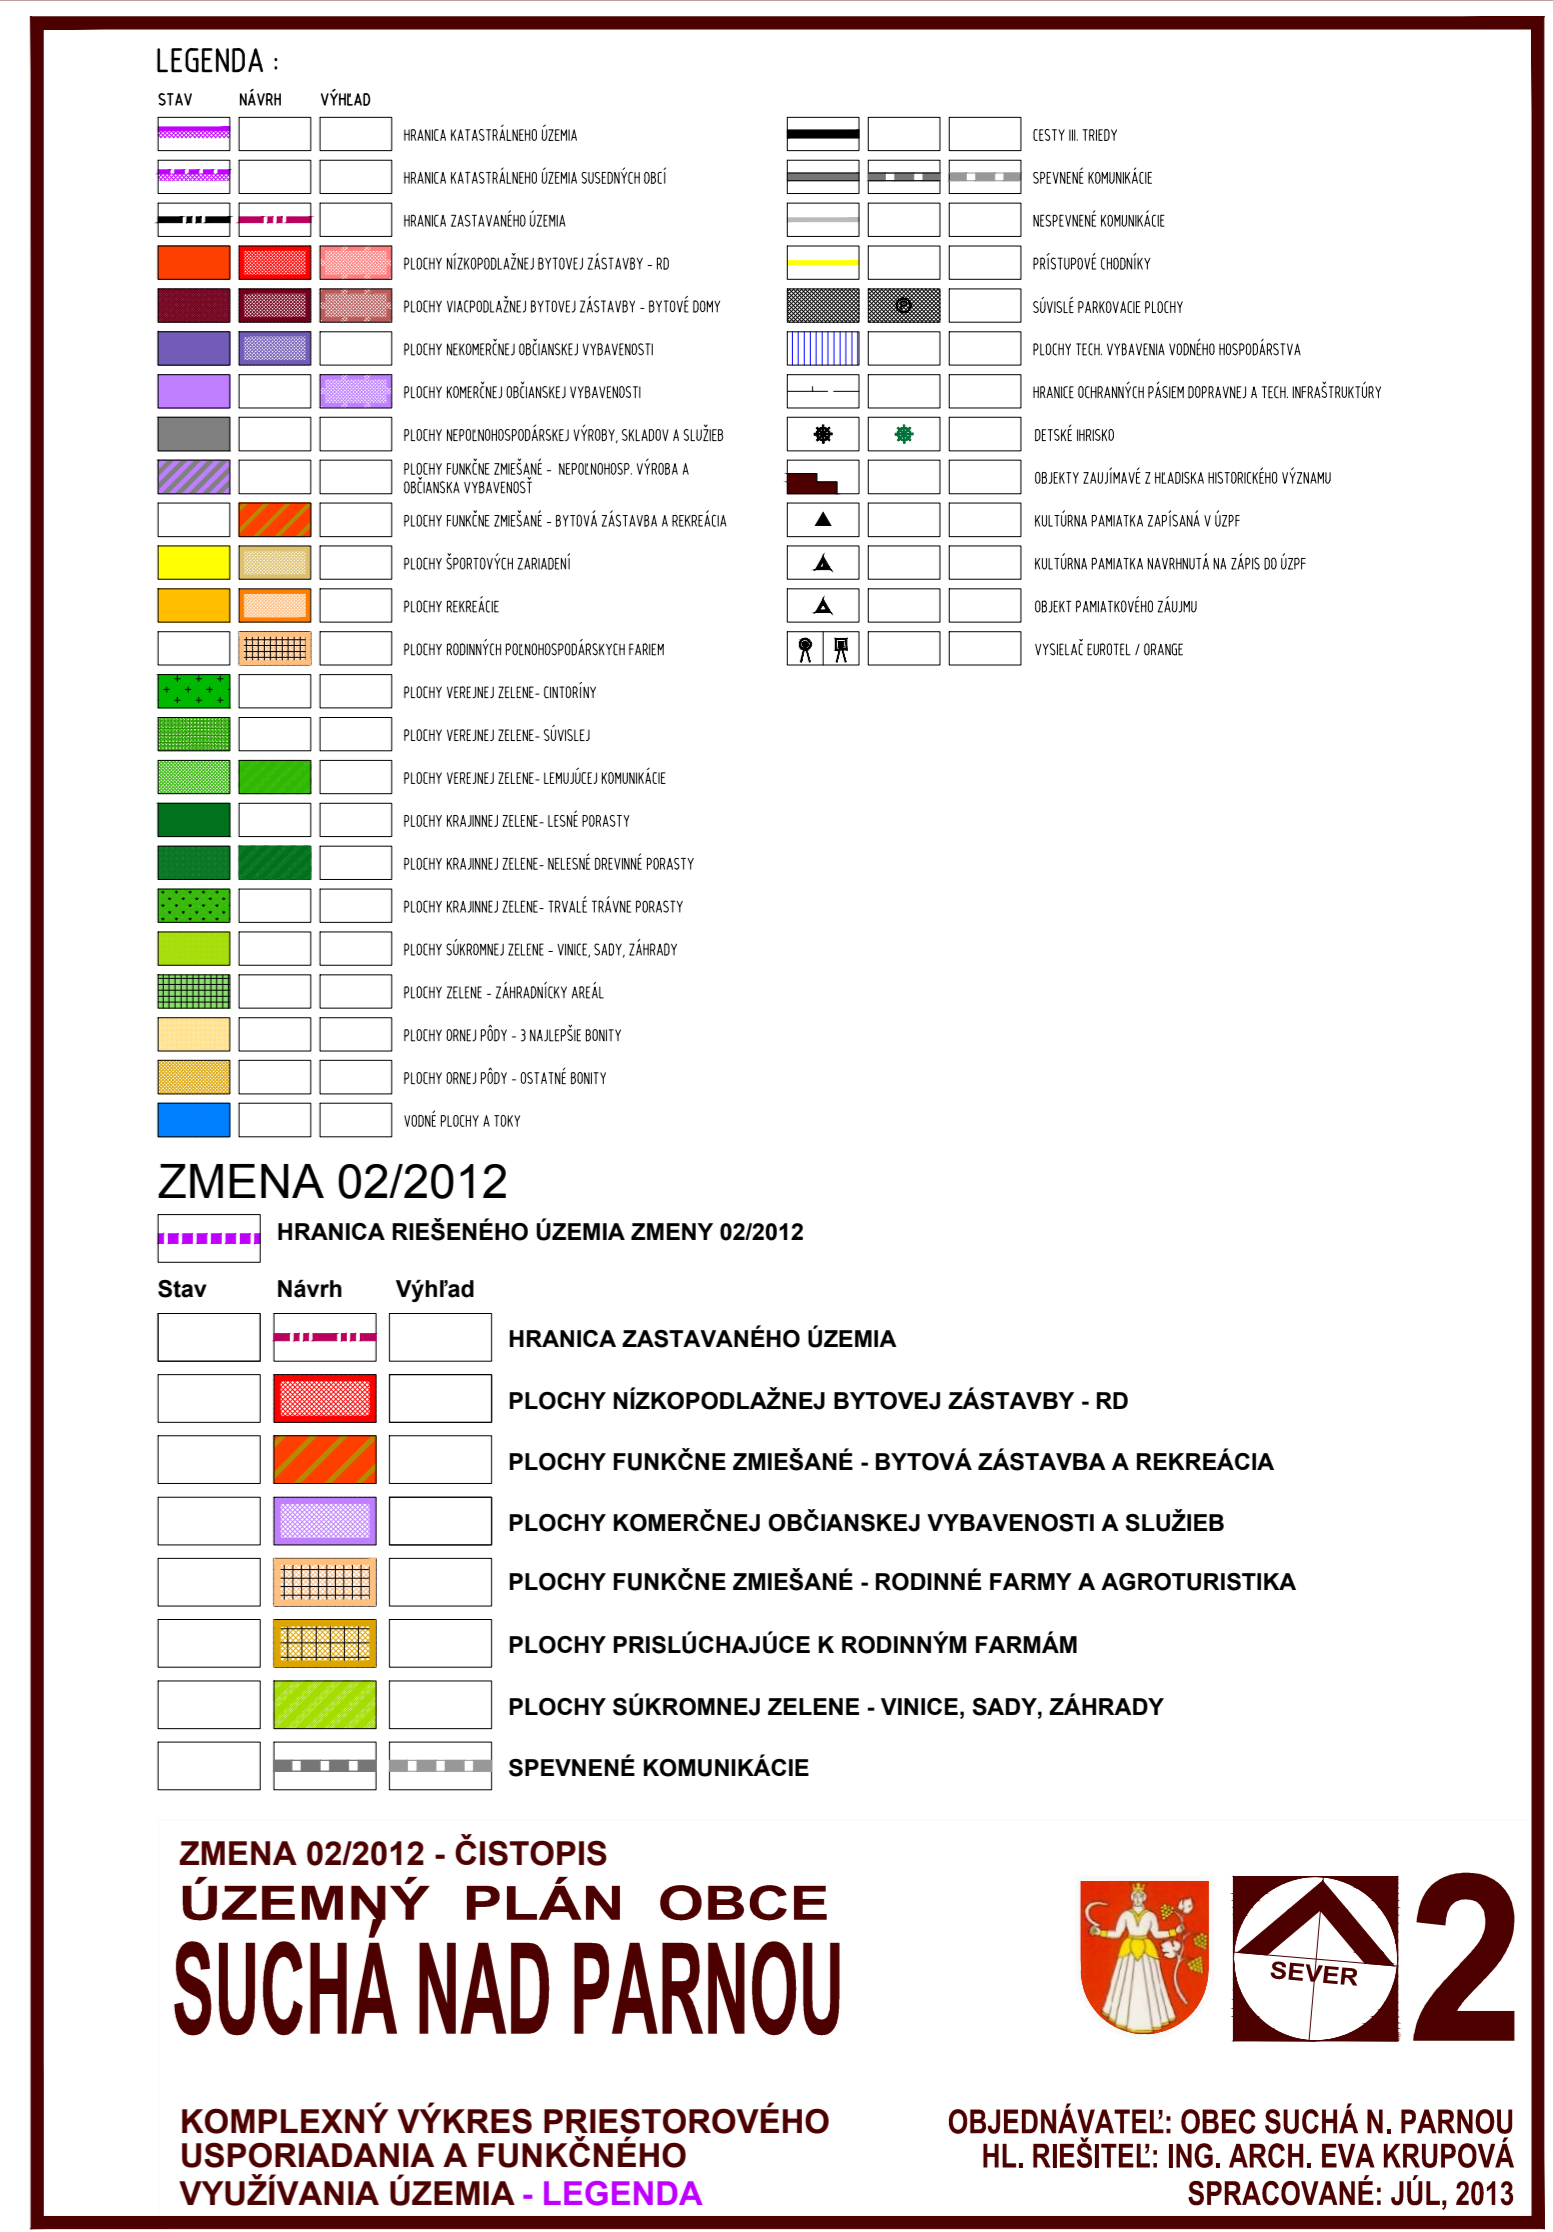 LEGENDA :
STAV NÁVRH VÝHĽAD
HRANICA KATASTRÁLNEHO ÚZEMIA
HRANICA KATASTRÁLNEHO ÚZEMIA SUSEDNÝCH OBCÍ
HRANICA ZASTAVANÉHO ÚZEMIA
PLOCHY NÍZKOPODLAŽNEJ BYTOVEJ ZÁSTAVBY - RD
PLOCHY VIACPODLAŽNEJ BYTOVEJ ZÁSTAVBY - BYTOVÉ DOMY
PLOCHY NEKOMERČNEJ OBČIANSKEJ VYBAVENOSTI
PLOCHY KOMERČNEJ OBČIANSKEJ VYBAVENOSTI
PLOCHY NEPOĽNOHOSPODÁRSKEJ VÝROBY, SKLADOV A SLUŽIEB
PLOCHY FUNKČNE ZMIEŠANÉ - NEPOĽNOHOSP. VÝROBA A
OBČIANSKA VYBAVENOSŤ
PLOCHY FUNKČNE ZMIEŠANÉ - BYTOVÁ ZÁSTAVBA A REKREÁCIA
PLOCHY ŠPORTOVÝCH ZARIADENÍ
PLOCHY REKREÁCIE
PLOCHY RODINNÝCH POĽNOHOSPODÁRSKYCH FARIEM
PLOCHY VEREJNEJ ZELENE- CINTORÍNY
PLOCHY VEREJNEJ ZELENE- SÚVISLEJ
PLOCHY VEREJNEJ ZELENE- LEMUJÚCEJ KOMUNIKÁCIE
PLOCHY KRAJINNEJ ZELENE- LESNÉ PORASTY
PLOCHY KRAJINNEJ ZELENE- NELESNÉ DREVINNÉ PORASTY
PLOCHY KRAJINNEJ ZELENE- TRVALÉ TRÁVNE PORASTY
PLOCHY SÚKROMNEJ ZELENE - VINICE, SADY, ZÁHRADY
PLOCHY ZELENE - ZÁHRADNÍCKY AREÁL
PLOCHY ORNEJ PÔDY - 3 NAJLEPŠIE BONITY
PLOCHY ORNEJ PÔDY - OSTATNÉ BONITY
VODNÉ PLOCHY A TOKY
CESTY III. TRIEDY
SPEVNENÉ KOMUNIKÁCIE
NESPEVNENÉ KOMUNIKÁCIE
PRÍSTUPOVÉ CHODNÍKY
P
SÚVISLÉ PARKOVACIE PLOCHY
PLOCHY TECH. VYBAVENIA VODNÉHO HOSPODÁRSTVA
HRANICE OCHRANNÝCH PÁSIEM DOPRAVNEJ A TECH. INFRAŠTRUKTÚRY
DETSKÉ IHRISKO
OBJEKTY ZAUJÍMAVÉ Z HĽADISKA HISTORICKÉHO VÝZNAMU
KULTÚRNA PAMIATKA ZAPÍSANÁ V ÚZPF
KULTÚRNA PAMIATKA NAVRHNUTÁ NA ZÁPIS DO ÚZPF
OBJEKT PAMIATKOVÉHO ZÁUJMU
VYSIELAČ EUROTEL / ORANGE
ZMENA 02/2012
HRANICA RIEŠENÉHO ÚZEMIA ZMENY 02/2012
Stav Návrh Výhľad
HRANICA ZASTAVANÉHO ÚZEMIA
PLOCHY NÍZKOPODLAŽNEJ BYTOVEJ ZÁSTAVBY - RD
PLOCHY FUNKČNE ZMIEŠANÉ - BYTOVÁ ZÁSTAVBA A REKREÁCIA
PLOCHY KOMERČNEJ OBČIANSKEJ VYBAVENOSTI A SLUŽIEB
PLOCHY FUNKČNE ZMIEŠANÉ - RODINNÉ FARMY A AGROTURISTIKA
PLOCHY PRISLÚCHAJÚCE K RODINNÝM FARMÁM
PLOCHY SÚKROMNEJ ZELENE - VINICE, SADY, ZÁHRADY
SPEVNENÉ KOMUNIKÁCIE
ZMENA 02/2012 - ČISTOPIS
ÚZEMNÝ PLÁN OBCE
SUCHÁ NAD PARNOU
SEVER
2
KOMPLEXNÝ VÝKRES PRIESTOROVÉHO
USPORIADANIA A FUNKČNÉHO
VYUŽÍVANIA ÚZEMIA - LEGENDA
OBJEDNÁVATEĽ: OBEC SUCHÁ N. PARNOU
HL. RIEŠITEĽ: ING. ARCH. EVA KRUPOVÁ
SPRACOVANÉ: JÚL, 2013